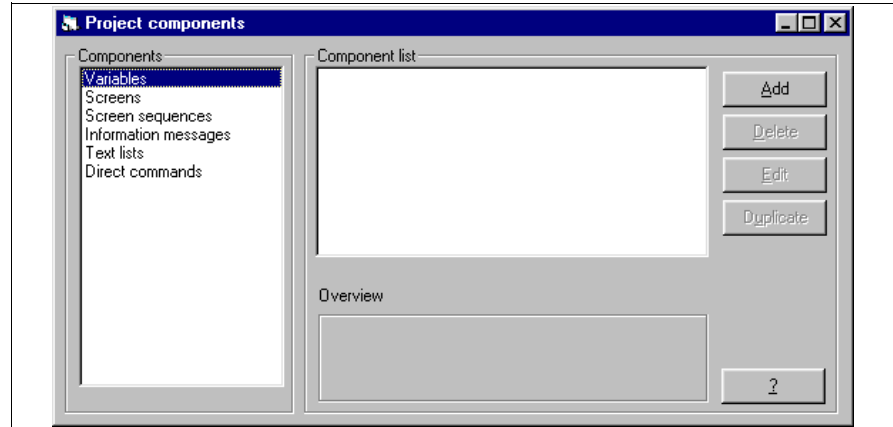 Project components
Components
Variables
Screens
Screen sequences
Information messages
Text lists
Direct commands
Component list
Add
Delete
Edit
Duplicate
Overview
?